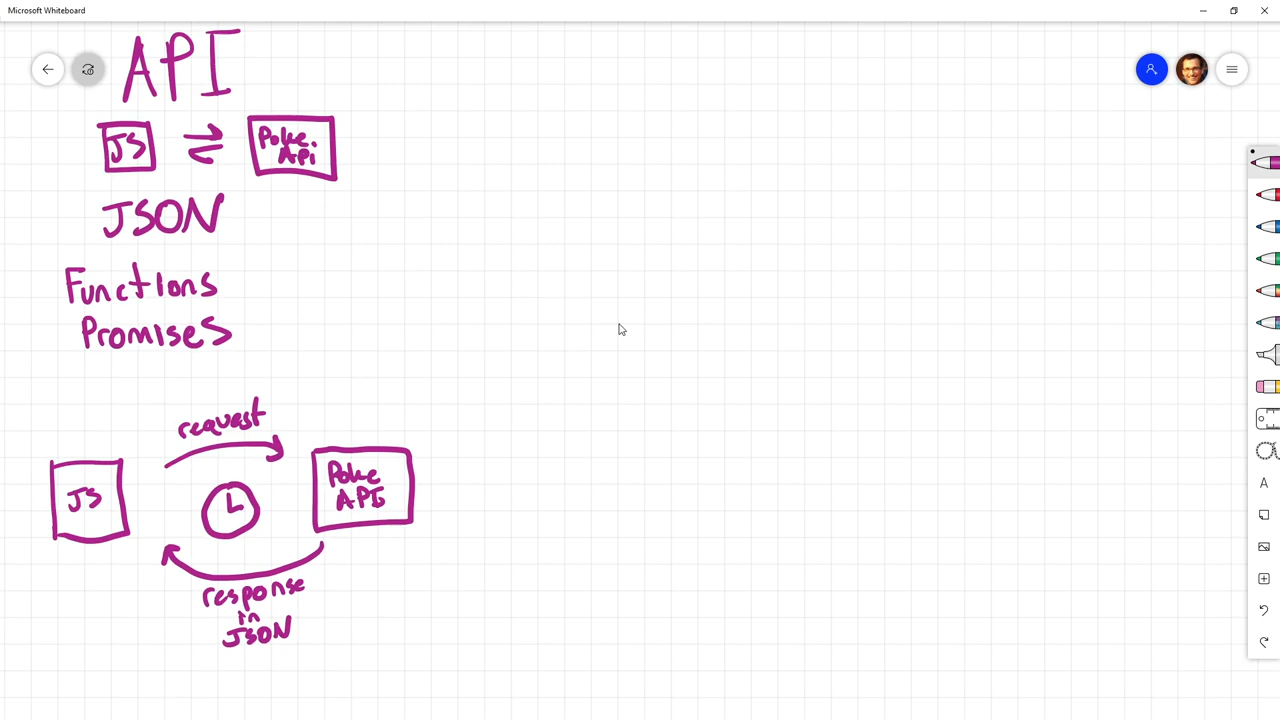 Microsoft Whiteboard
API
JS
Poke.
Api
JSON
Functions
Promises
request
JS
Poke
API
response
in
JSON
A